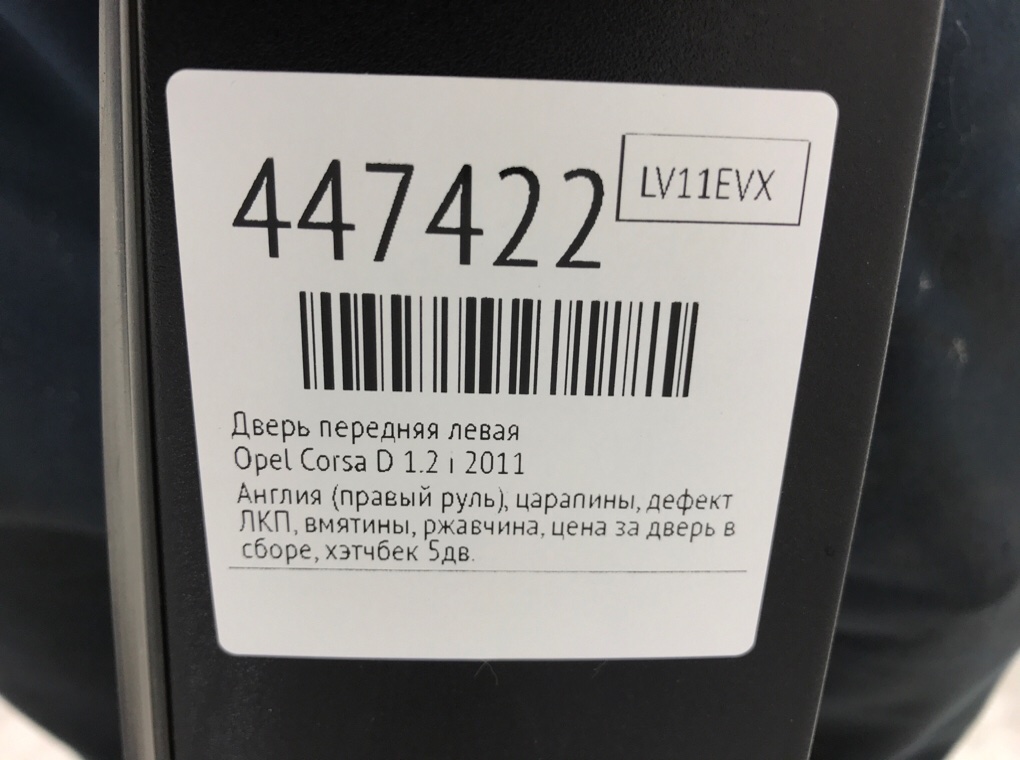 447422
LV11EVX
Дверь передняя левая
Opel Corsa D 1.2 i 2011
Англия (правый руль), царапины, дефект
ЛКП, вмятины, ржавчина, цена за дверь в
сборе, хэтчбек 5дв.